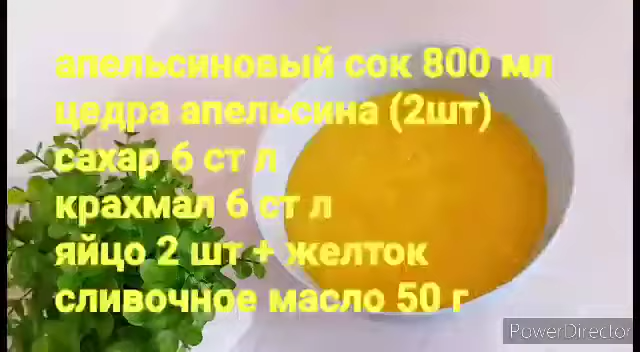 апельсиновый сок 800 мл
цедра апельсина (2шт)
сахар 6 ст л
крахмал 6 ст л
яйцо 2 шт + желток
сливочное масло 50 г
PowerDirector